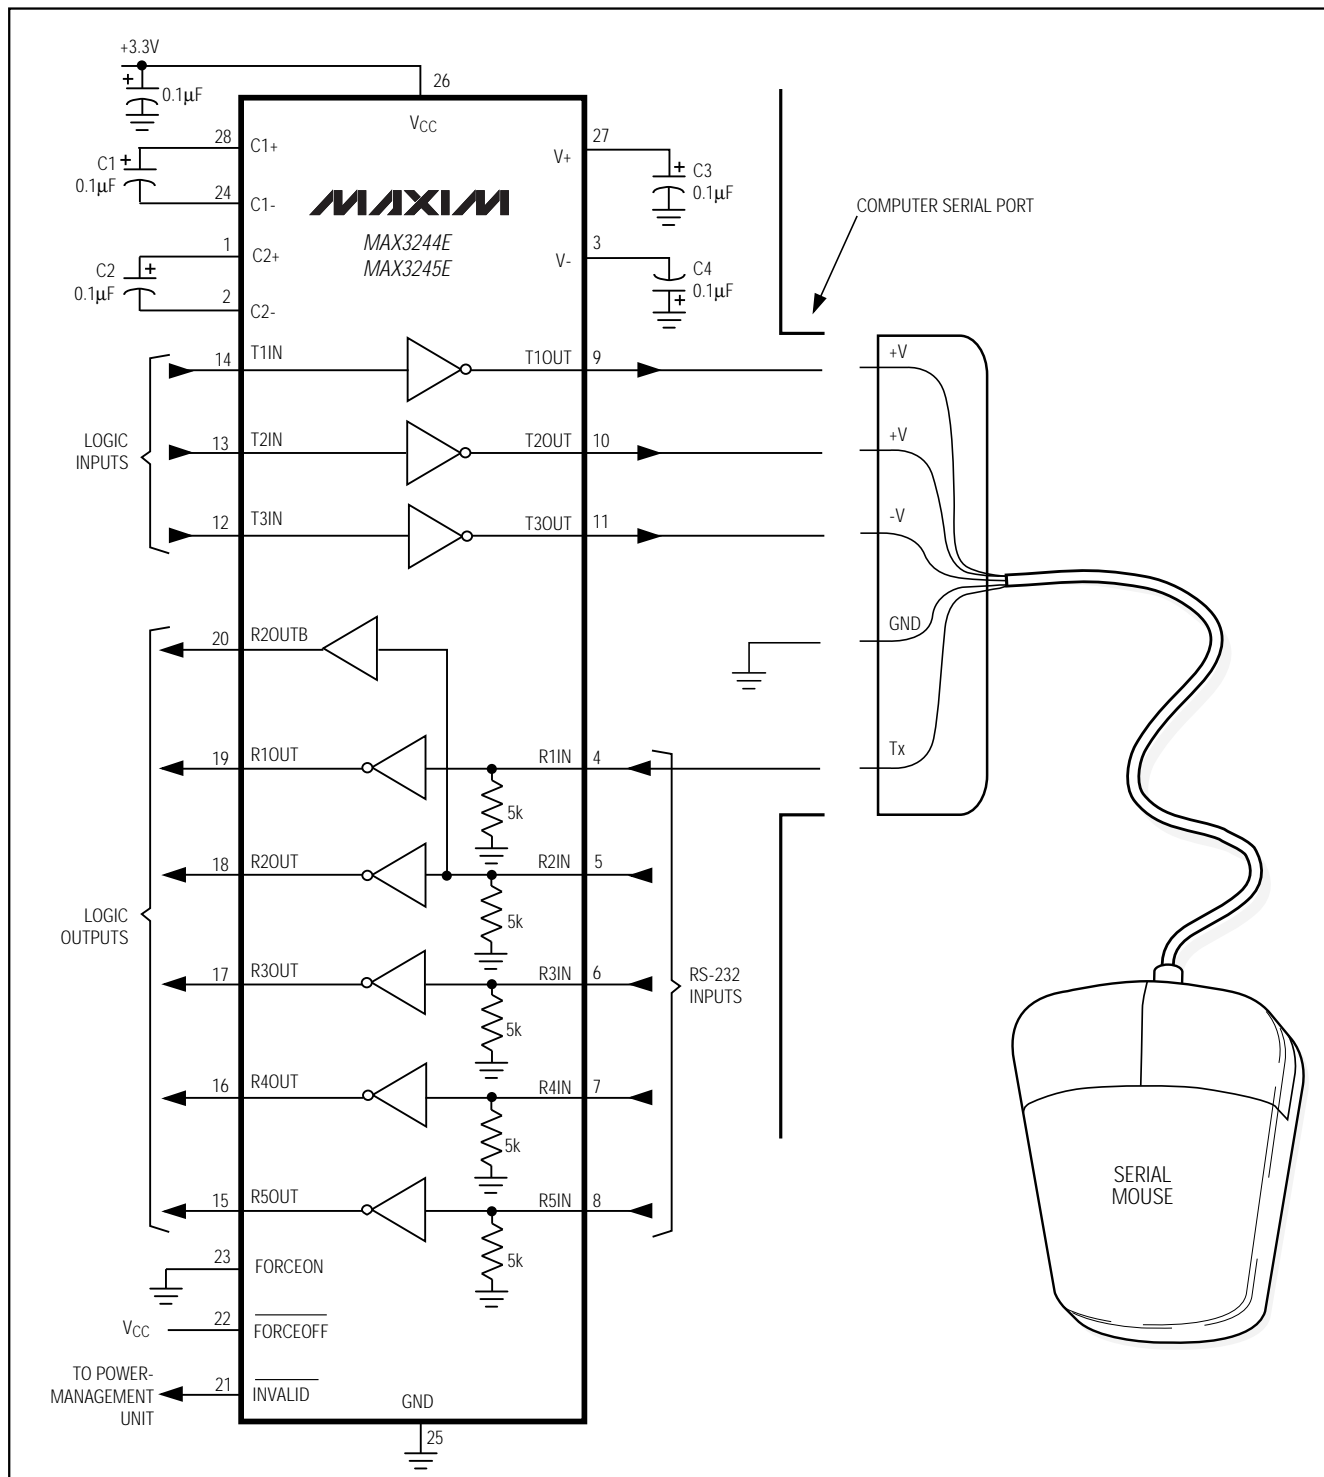 +3.3V
26
0.1µF
VCC
28
C1+
27
V+
C1
0.1µF
C3
0.1µF
24
C1-
MAXIM
COMPUTER SERIAL PORT
MAX3244E
MAX3245E
1
C2+
3
V-
C2
0.1µF
C4
0.1µF
2
C2-
14
T1IN
T1OUT
9
+V
LOGIC
INPUTS
13
T2IN
T2OUT
10
+V
12
T3IN
T3OUT
11
-V
20
R2OUTB
GND
19
R1OUT
R1IN
4
Tx
5k
18
R2OUT
R2IN
5
5k
LOGIC
OUTPUTS
17
R3OUT
R3IN
6
RS-232
INPUTS
5k
16
R4OUT
R4IN
7
5k
SERIAL
MOUSE
15
R5OUT
R5IN
8
5k
23
FORCEON
VCC
22
FORCEOFF
TO POWER-
MANAGEMENT
UNIT
21
INVALID
GND
25